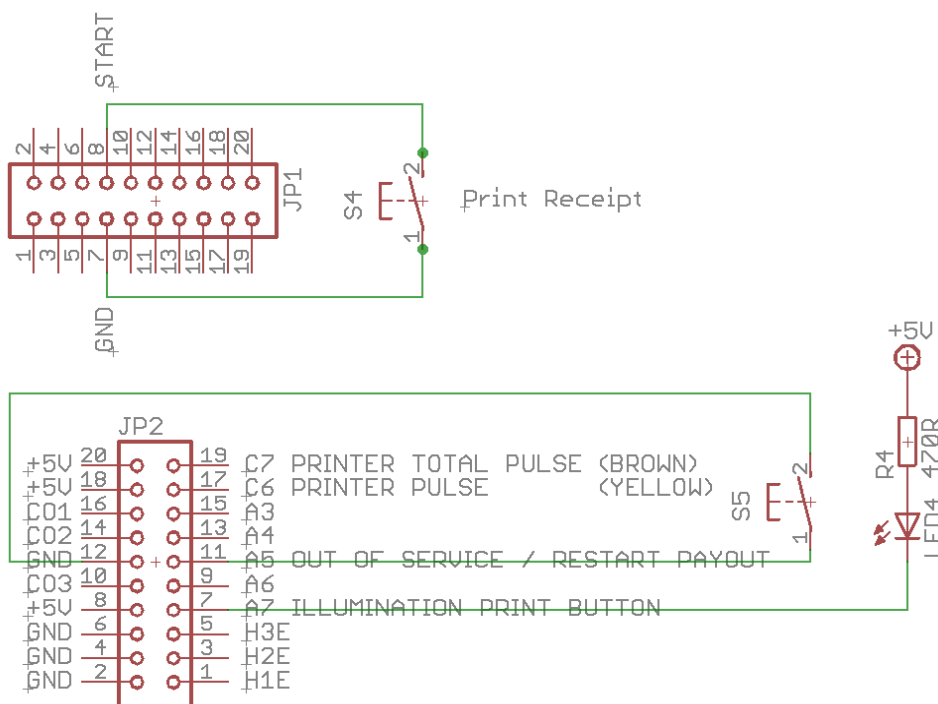 START
2 4 6 8 10 12 14 16 18 20
JP1
1 3 5 7 9 11 13 15 17 19
GND
2
S4
1
Print Receipt
+5V
R4
470R
LED4
JP2
+5V 20 19 C7 PRINTER TOTAL PULSE (BROWN)
+5V 18 17 C6 PRINTER PULSE (YELLOW)
CO1 16 15 A3
CO2 14 13 A4
GND 12 11 A5 OUT OF SERVICE / RESTART PAYOUT
CO3 10 9 A6
+5V 8 7 A7 ILLUMINATION PRINT BUTTON
GND 6 5 H3E
GND 4 3 H2E
GND 2 1 H1E
2
S5
1